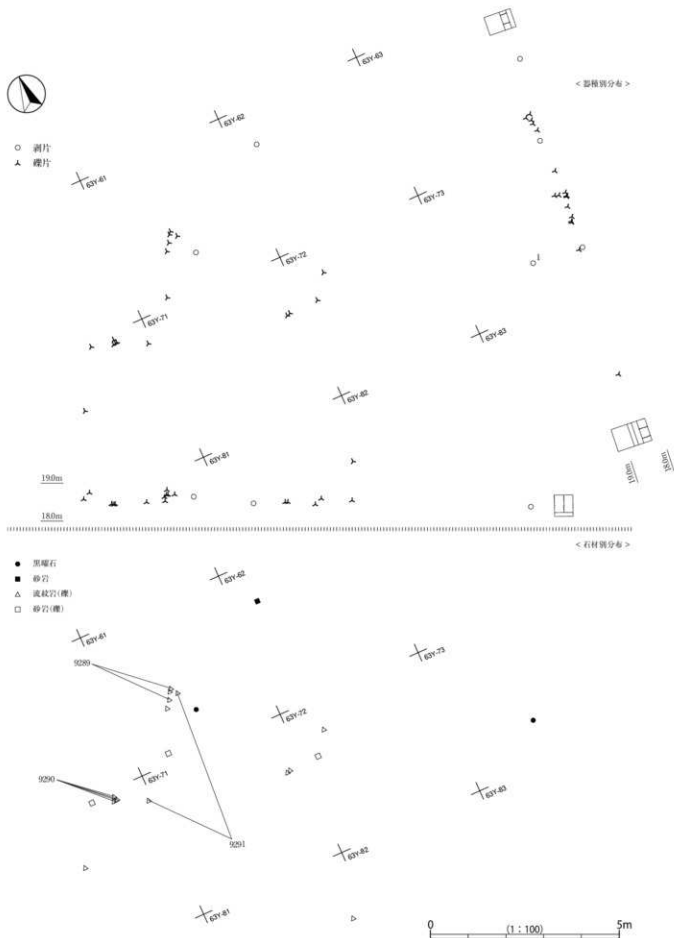 63Y-63
< 器種別分布 >
63Y-62
○ 剥片
礫片
63Y-61
63Y-73
63Y-72
1
63Y-71
63Y-83
63Y-82
63Y-81
19.0m
18.0m
19.0m
18.0m
< 石材別分布 >
● 黒曜石
■ 砂岩
△ 流紋岩(礫)
□ 砂岩(礫)
63Y-62
63Y-61
63Y-73
9289
63Y-72
63Y-71
9290
63Y-83
9291
63Y-82
63Y-81
0 (1:100) 5m